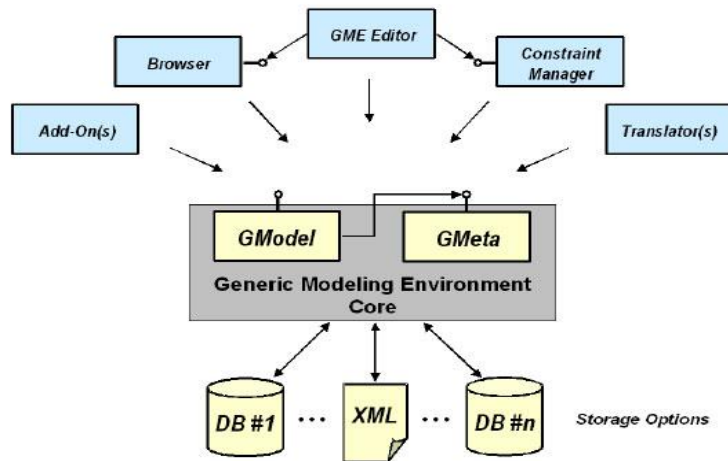 GME Editor
Browser
Constraint
Manager
Add-On(s)
Translator(s)
GModel
GMeta
Generic Modeling Environment
Core
DB #1
...
XML
...
DB #n
Storage Options